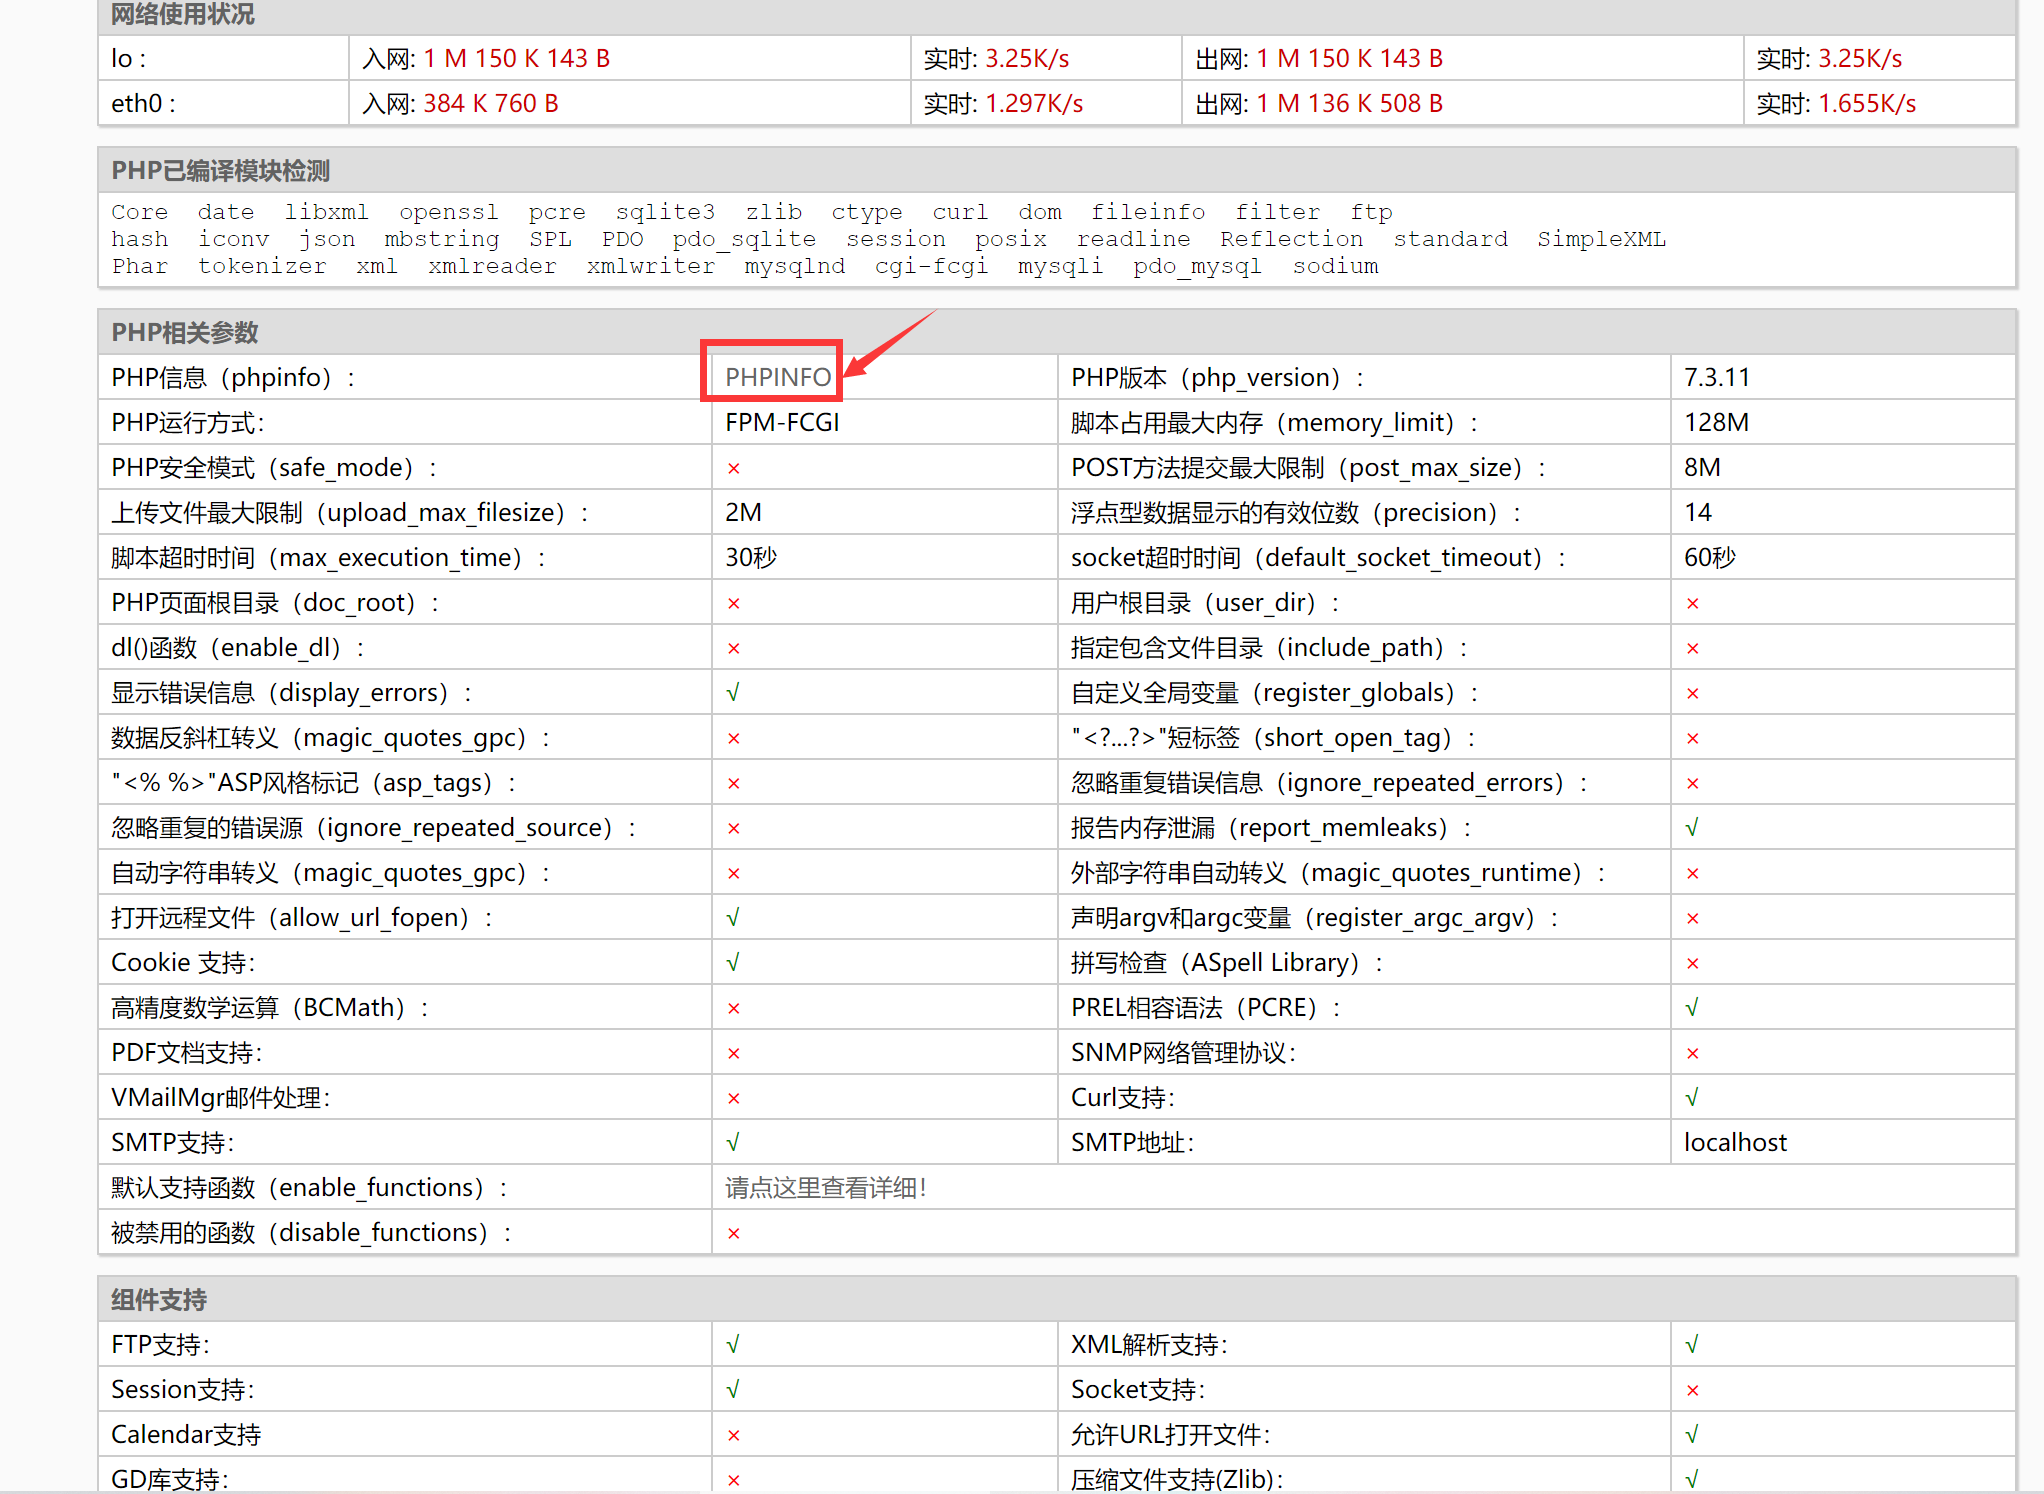 网络使用状况
lo : 入网: 1 M 150 K 143 B 实时: 3.25K/s 出网: 1 M 150 K 143 B 实时: 3.25K/s
eth0 : 入网: 384 K 760 B 实时: 1.297K/s 出网: 1 M 136 K 508 B 实时: 1.655K/s
PHP已编译模块检测
Core date libxml openssl pcre sqlite3 zlib ctype curl dom fileinfo filter ftp
hash iconv json mbstring SPL PDO pdo_sqlite session posix readline Reflection standard SimpleXML
Phar tokenizer xml xmlreader xmlwriter mysqlnd cgi-fcgi mysqli pdo_mysql sodium
PHP相关参数
PHP信息（phpinfo）: PHPINFO PHP版本（php_version）: 7.3.11
PHP运行方式: FPM-FCGI 脚本占用最大内存（memory_limit）: 128M
PHP安全模式（safe_mode）: × POST方法提交最大限制（post_max_size）: 8M
上传文件最大限制（upload_max_filesize）: 2M 浮点型数据显示的有效位数（precision）: 14
脚本超时时间（max_execution_time）: 30秒 socket超时时间（default_socket_timeout）: 60秒
PHP页面根目录（doc_root）: × 用户根目录（user_dir）: ×
dl()函数（enable_dl）: × 指定包含文件目录（include_path）: ×
显示错误信息（display_errors）: √ 自定义全局变量（register_globals）: ×
数据反斜杠转义（magic_quotes_gpc）: × "<?...?>"短标签（short_open_tag）: ×
"<% %>"ASP风格标记（asp_tags）: × 忽略重复错误信息（ignore_repeated_errors）: ×
忽略重复的错误源（ignore_repeated_source）: × 报告内存泄漏（report_memleaks）: √
自动字符串转义（magic_quotes_gpc）: × 外部字符串自动转义（magic_quotes_runtime）: ×
打开远程文件（allow_url_fopen）: √ 声明argv和argc变量（register_argc_argv）: ×
Cookie 支持: √ 拼写检查（ASpell Library）: ×
高精度数学运算（BCMath）: × PREL相容语法（PCRE）: √
PDF文档支持: × SNMP网络管理协议: ×
VMailMgr邮件处理: × Curl支持: √
SMTP支持: √ SMTP地址: localhost
默认支持函数（enable_functions）: 请点这里查看详细!
被禁用的函数（disable_functions）: ×
组件支持
FTP支持: √ XML解析支持: √
Session支持: √ Socket支持: ×
Calendar支持 × 允许URL打开文件: √
GD库支持: × 压缩文件支持(Zlib): √